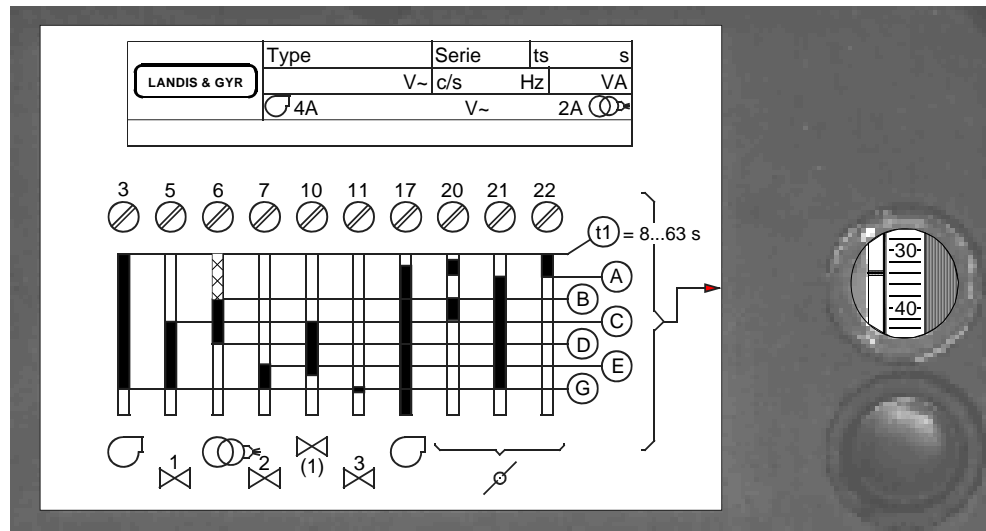 Type Serie ts s
LANDIS & GYR V~ c/s Hz VA
4A V~ 2A
3 5 6 7 10 11 17 20 21 22
t1 = 8...63 s
A
B
C
D
E
G
-30-
-40-
1 2 (1) 3